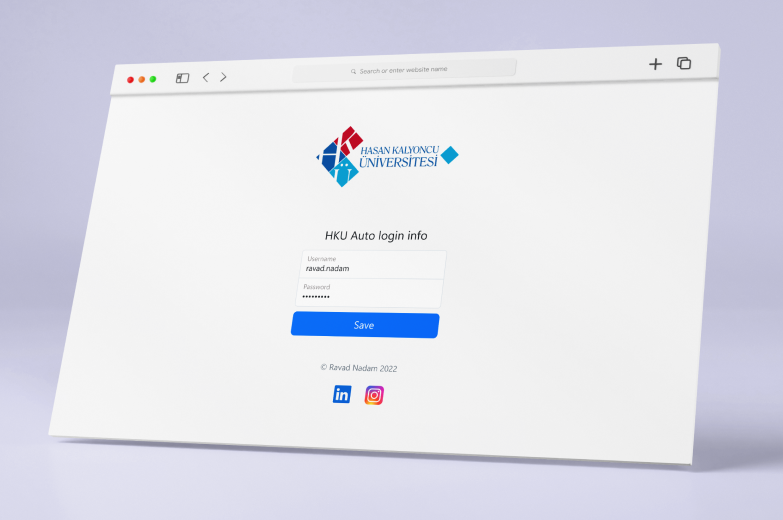 Search or enter website name
HASAN KALYONCU
ÜNİVERSİTESİ
HKU Auto login info
Username
ravad.nadam
Password
•••••••••
Save
© Ravad Nadam 2022
in